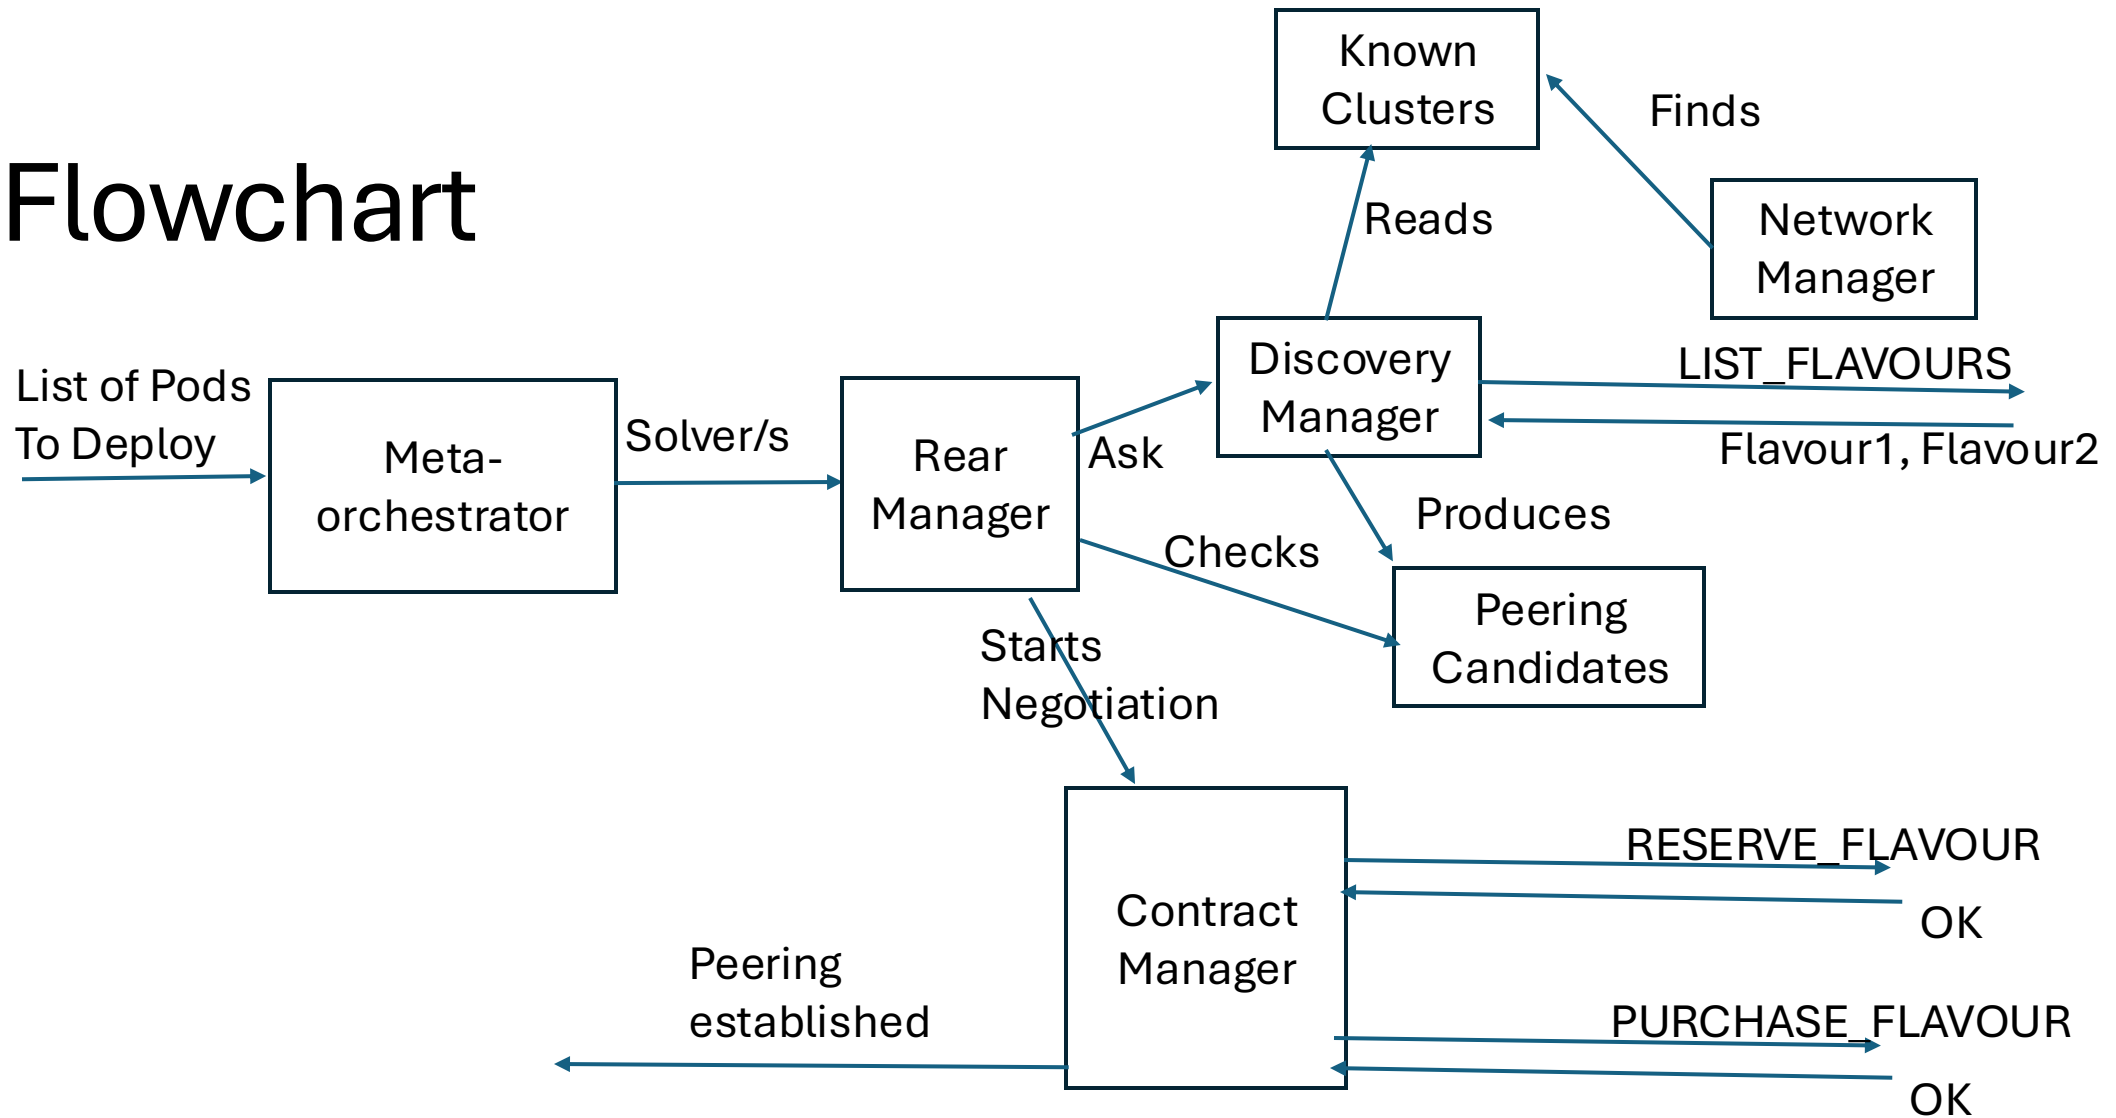 Flowchart
Known
Clusters
Finds
Reads
Network
Manager
List of Pods
To Deploy
Meta-
orchestrator
Solver/s
Rear
Manager
Ask
Discovery
Manager
LIST_FLAVOURS
Flavour1, Flavour2
Produces
Checks
Peering
Candidates
Starts
Negotiation
Contract
Manager
RESERVE_FLAVOUR
OK
PURCHASE_FLAVOUR
OK
Peering
established